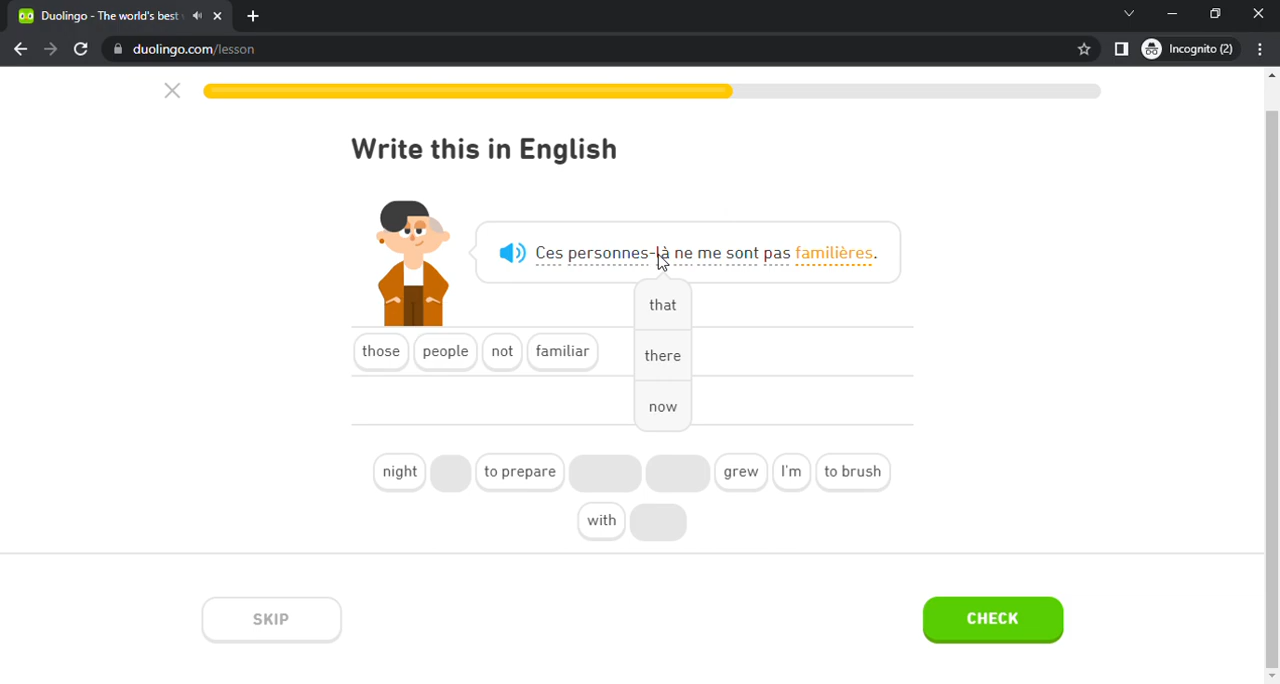 Duolingo - The world's best
duolingo.com/lesson
Incognito (2)
Write this in English
Ces personnes-là ne me sont pas familières.
that
there
now
those people not familiar
night to prepare grew I'm to brush
with
SKIP
CHECK